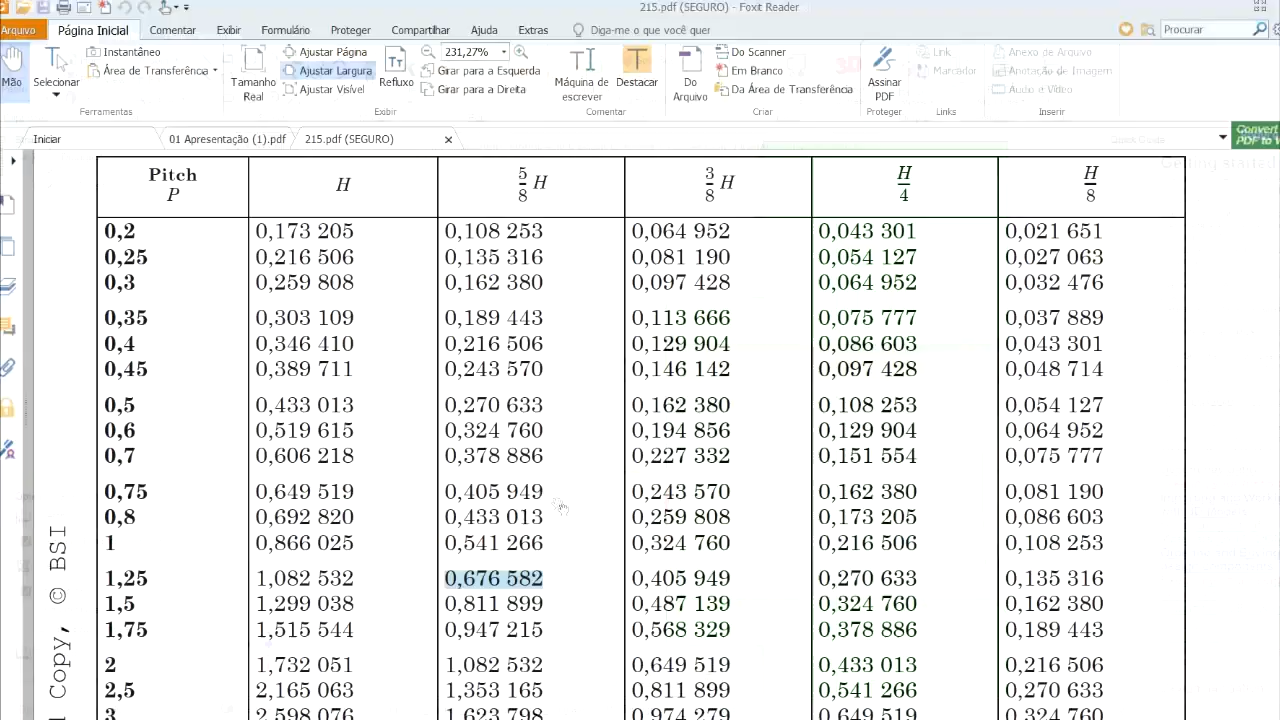 215.pdf (SEGURO) - Foxit Reader
Arquivo Página Inicial Comentar Exibir Formulário Proteger Compartilhar Ajuda Extras Diga-me o que você quer Procurar
Mão
Selecionar
Instantâneo
Área de Transferência
Ferramentas
Tamanho Real
Ajustar Página
Ajustar Largura
Ajustar Visível
Refluxo
231,27%
Girar para a Esquerda
Girar para a Direita
Exibir
Máquina de escrever
Destacar
Comentar
Do Arquivo
Do Scanner
Em Branco
Da Área de Transferência
Criar
Assinar PDF
Proteger
Link
Marcador
Links
Anexo de Arquivo
Anotação de Imagem
Áudio e Vídeo
Inserir
Iniciar 01 Apresentação (1).pdf 215.pdf (SEGURO)
Convert
PDF to
Pitch P H 5/8 H 3/8 H H/4 H/8
0,2 0,173 205 0,108 253 0,064 952 0,043 301 0,021 651
0,25 0,216 506 0,135 316 0,081 190 0,054 127 0,027 063
0,3 0,259 808 0,162 380 0,097 428 0,064 952 0,032 476
0,35 0,303 109 0,189 443 0,113 666 0,075 777 0,037 889
0,4 0,346 410 0,216 506 0,129 904 0,086 603 0,043 301
0,45 0,389 711 0,243 570 0,146 142 0,097 428 0,048 714
0,5 0,433 013 0,270 633 0,162 380 0,108 253 0,054 127
0,6 0,519 615 0,324 760 0,194 856 0,129 904 0,064 952
0,7 0,606 218 0,378 886 0,227 332 0,151 554 0,075 777
0,75 0,649 519 0,405 949 0,243 570 0,162 380 0,081 190
0,8 0,692 820 0,433 013 0,259 808 0,173 205 0,086 603
1 0,866 025 0,541 266 0,324 760 0,216 506 0,108 253
1,25 1,082 532 0,676 582 0,405 949 0,270 633 0,135 316
1,5 1,299 038 0,811 899 0,487 139 0,324 760 0,162 380
1,75 1,515 544 0,947 215 0,568 329 0,378 886 0,189 443
2 1,732 051 1,082 532 0,649 519 0,433 013 0,216 506
2,5 2,165 063 1,353 165 0,811 899 0,541 266 0,270 633
3 2,598 076 1,623 798 0,974 279 0,649 519 0,324 760
Copy, © BSI